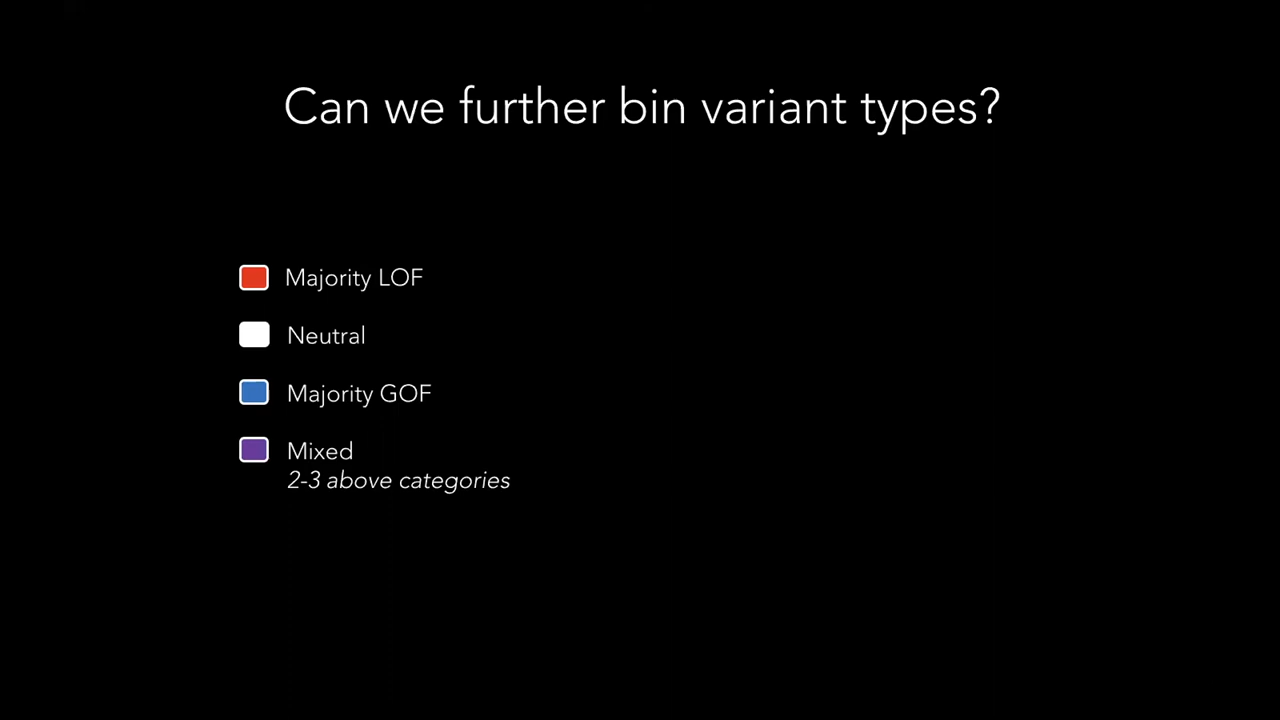 Can we further bin variant types?
Majority LOF
Neutral
Majority GOF
Mixed
2-3 above categories